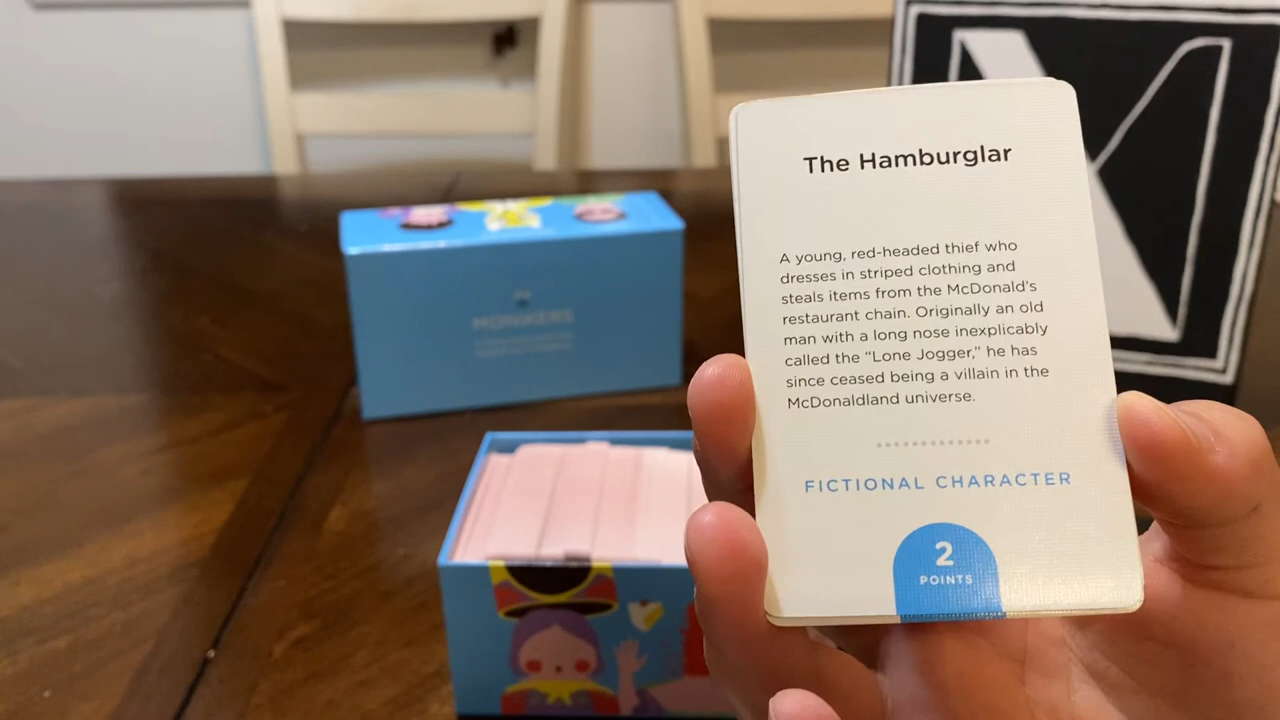 The Hamburglar
A young, red-headed thief who
dresses in striped clothing and
steals items from the McDonald's
restaurant chain. Originally an old
man with a long nose inexplicably
called the “Lone Jogger,” he has
since ceased being a villain in the
McDonaldland universe.
FICTIONAL CHARACTER
2
POINTS
MONIKERS
M